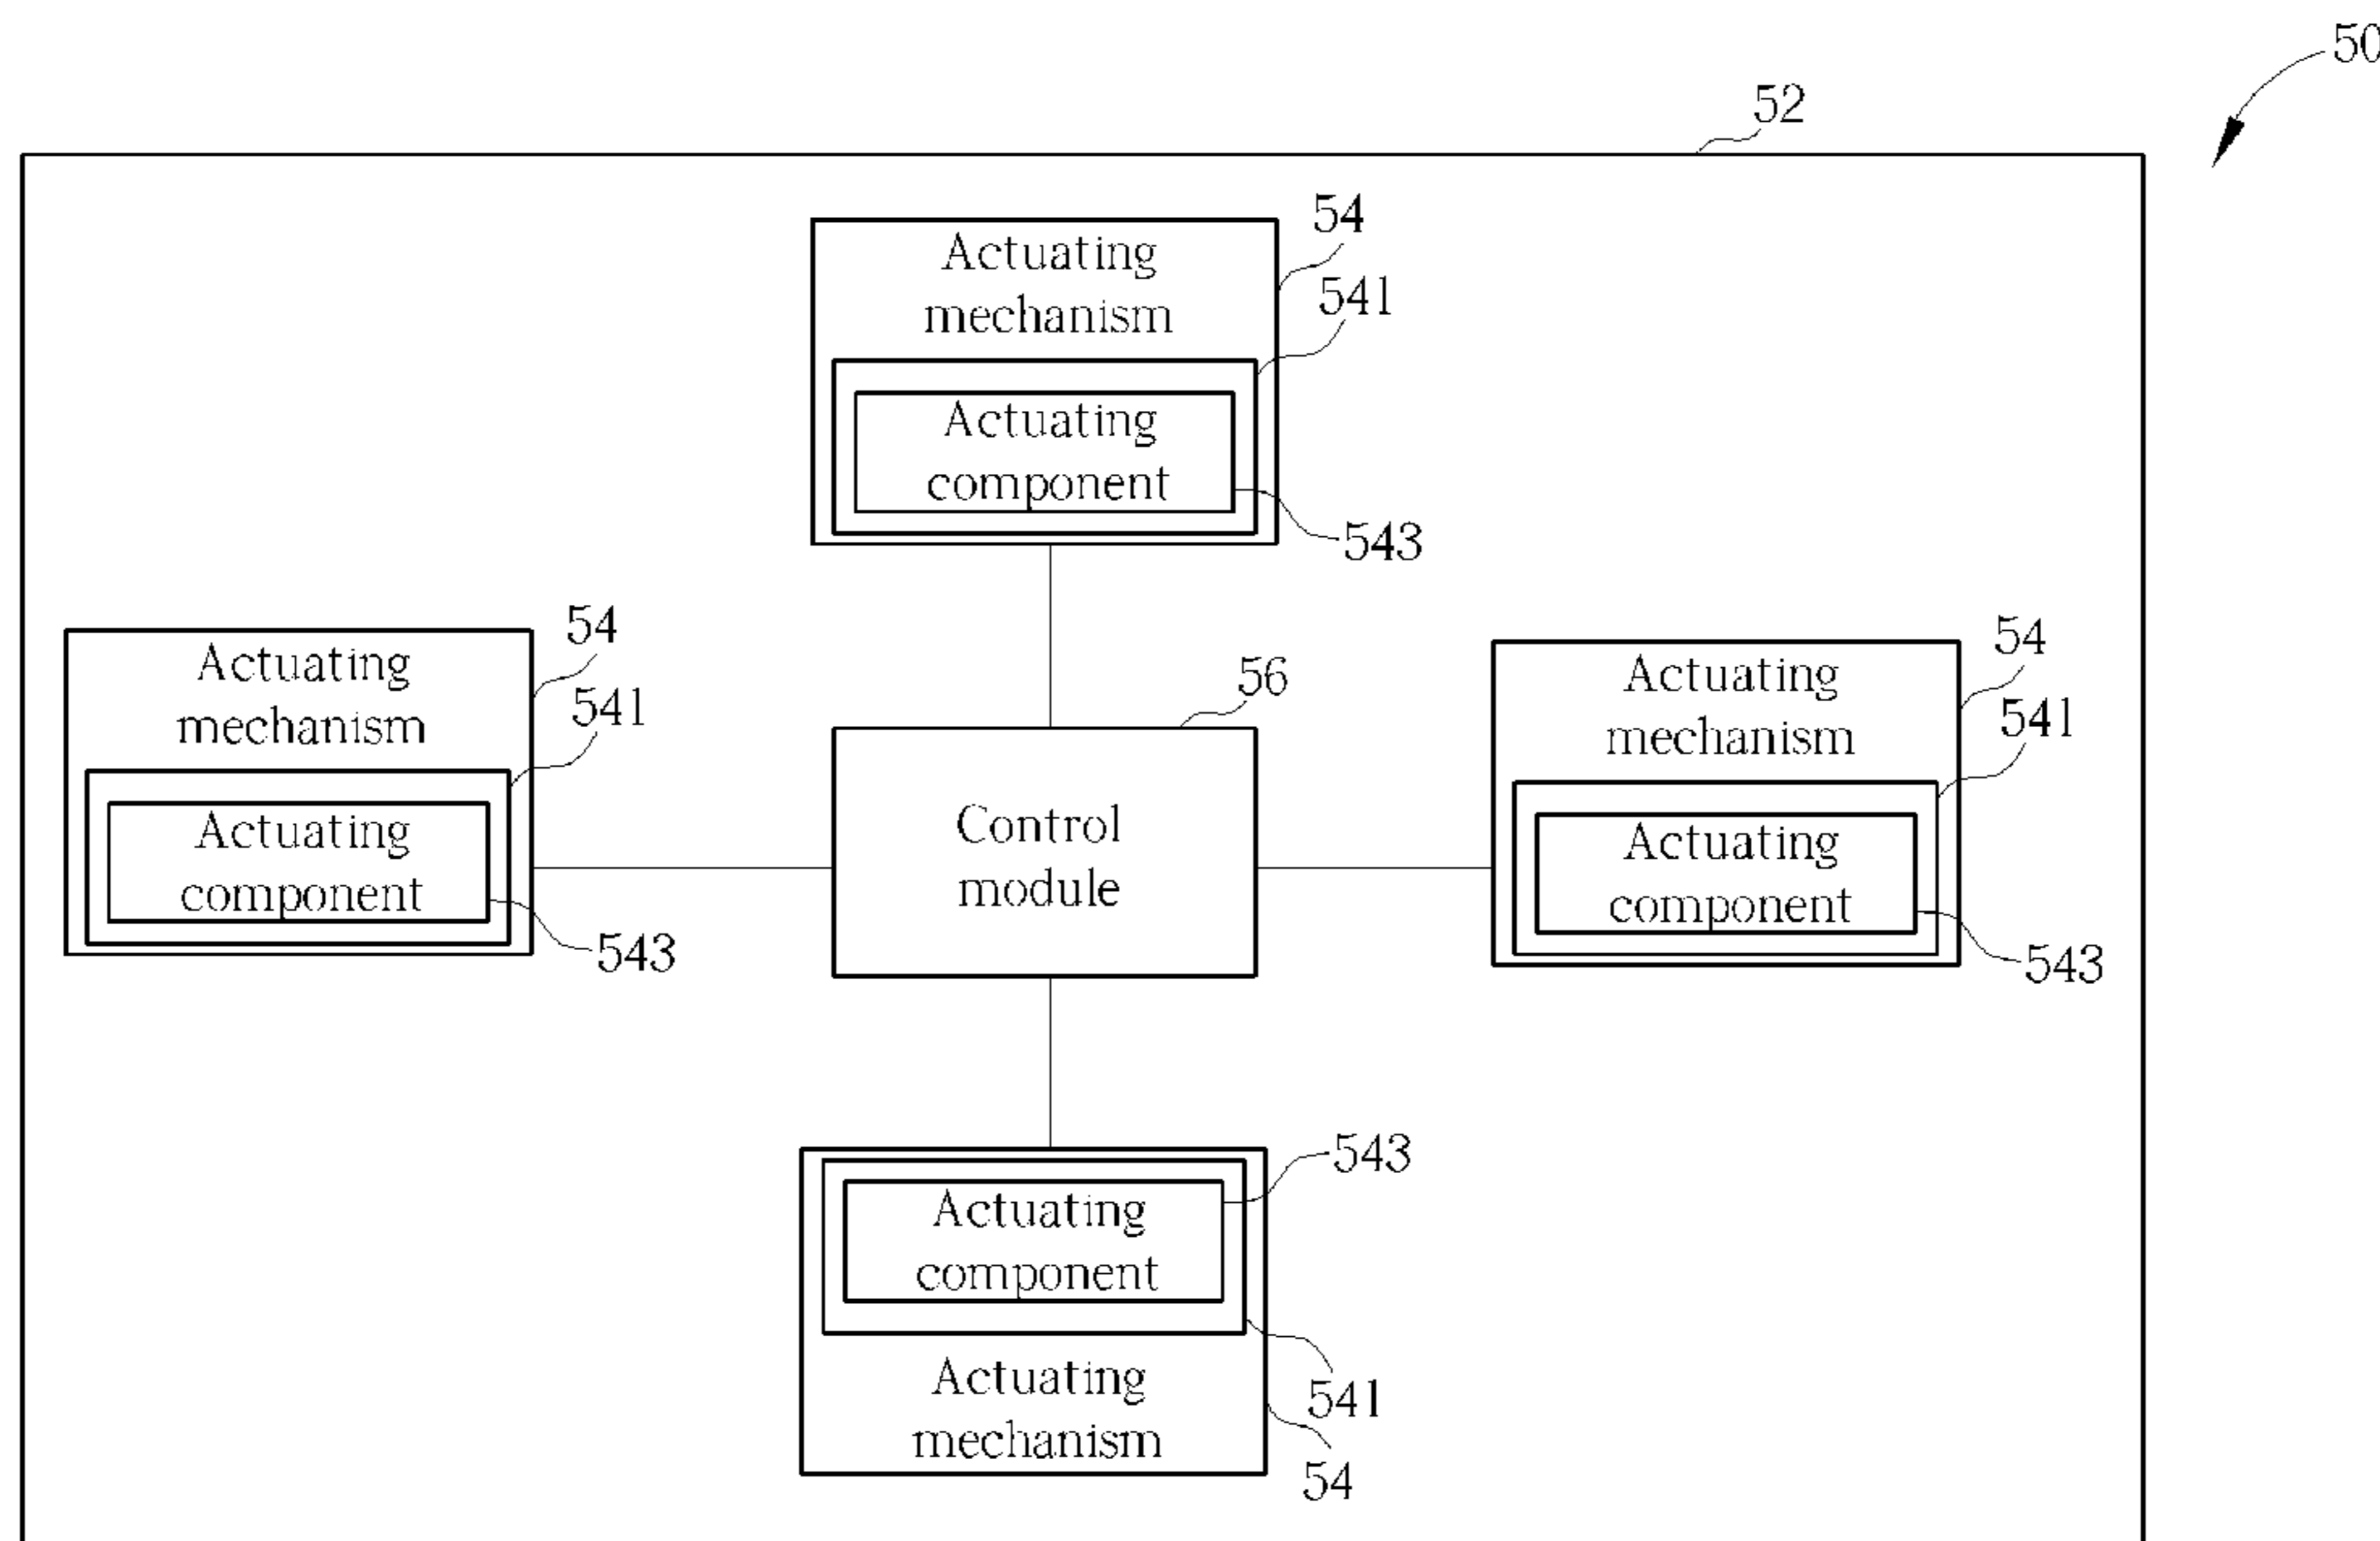 50
52
54
Actuating
mechanism
541
Actuating
component
543
54
Actuating
mechanism
541
Actuating
component
543
56
Control
module
54
Actuating
mechanism
541
Actuating
component
543
543
Actuating
component
541
Actuating
mechanism
54